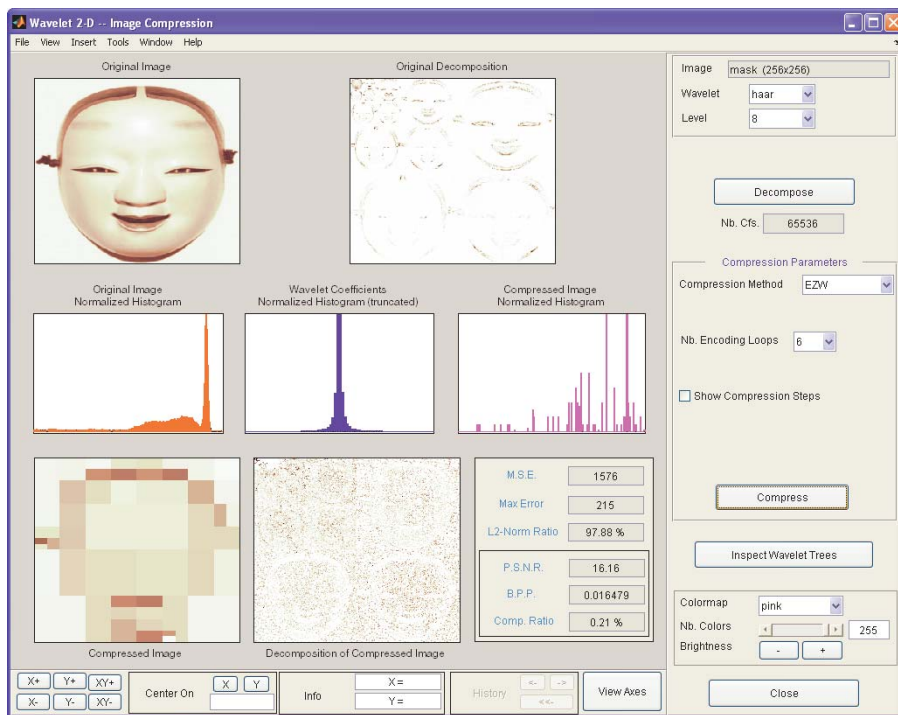 Wavelet 2-D -- Image Compression
File View Insert Tools Window Help
Original Image
Original Decomposition
Original Image
Normalized Histogram
Wavelet Coefficients
Normalized Histogram (truncated)
Compressed Image
Normalized Histogram
M.S.E. 1576
Max Error 215
L2-Norm Ratio 97.88 %
P.S.N.R. 16.16
B.P.P. 0.016479
Comp. Ratio 0.21 %
Compressed Image
Decomposition of Compressed Image
Image mask (256x256)
Wavelet haar
Level 8
Decompose
Nb. Cfs. 65536
Compression Parameters
Compression Method EZW
Nb. Encoding Loops 6
Show Compression Steps
Compress
Inspect Wavelet Trees
Colormap pink
Nb. Colors 255
Brightness - +
X+ Y+ XY+
X- Y- XY-
Center On X Y
Info X =
Y =
History <- ->
<<-
View Axes
Close